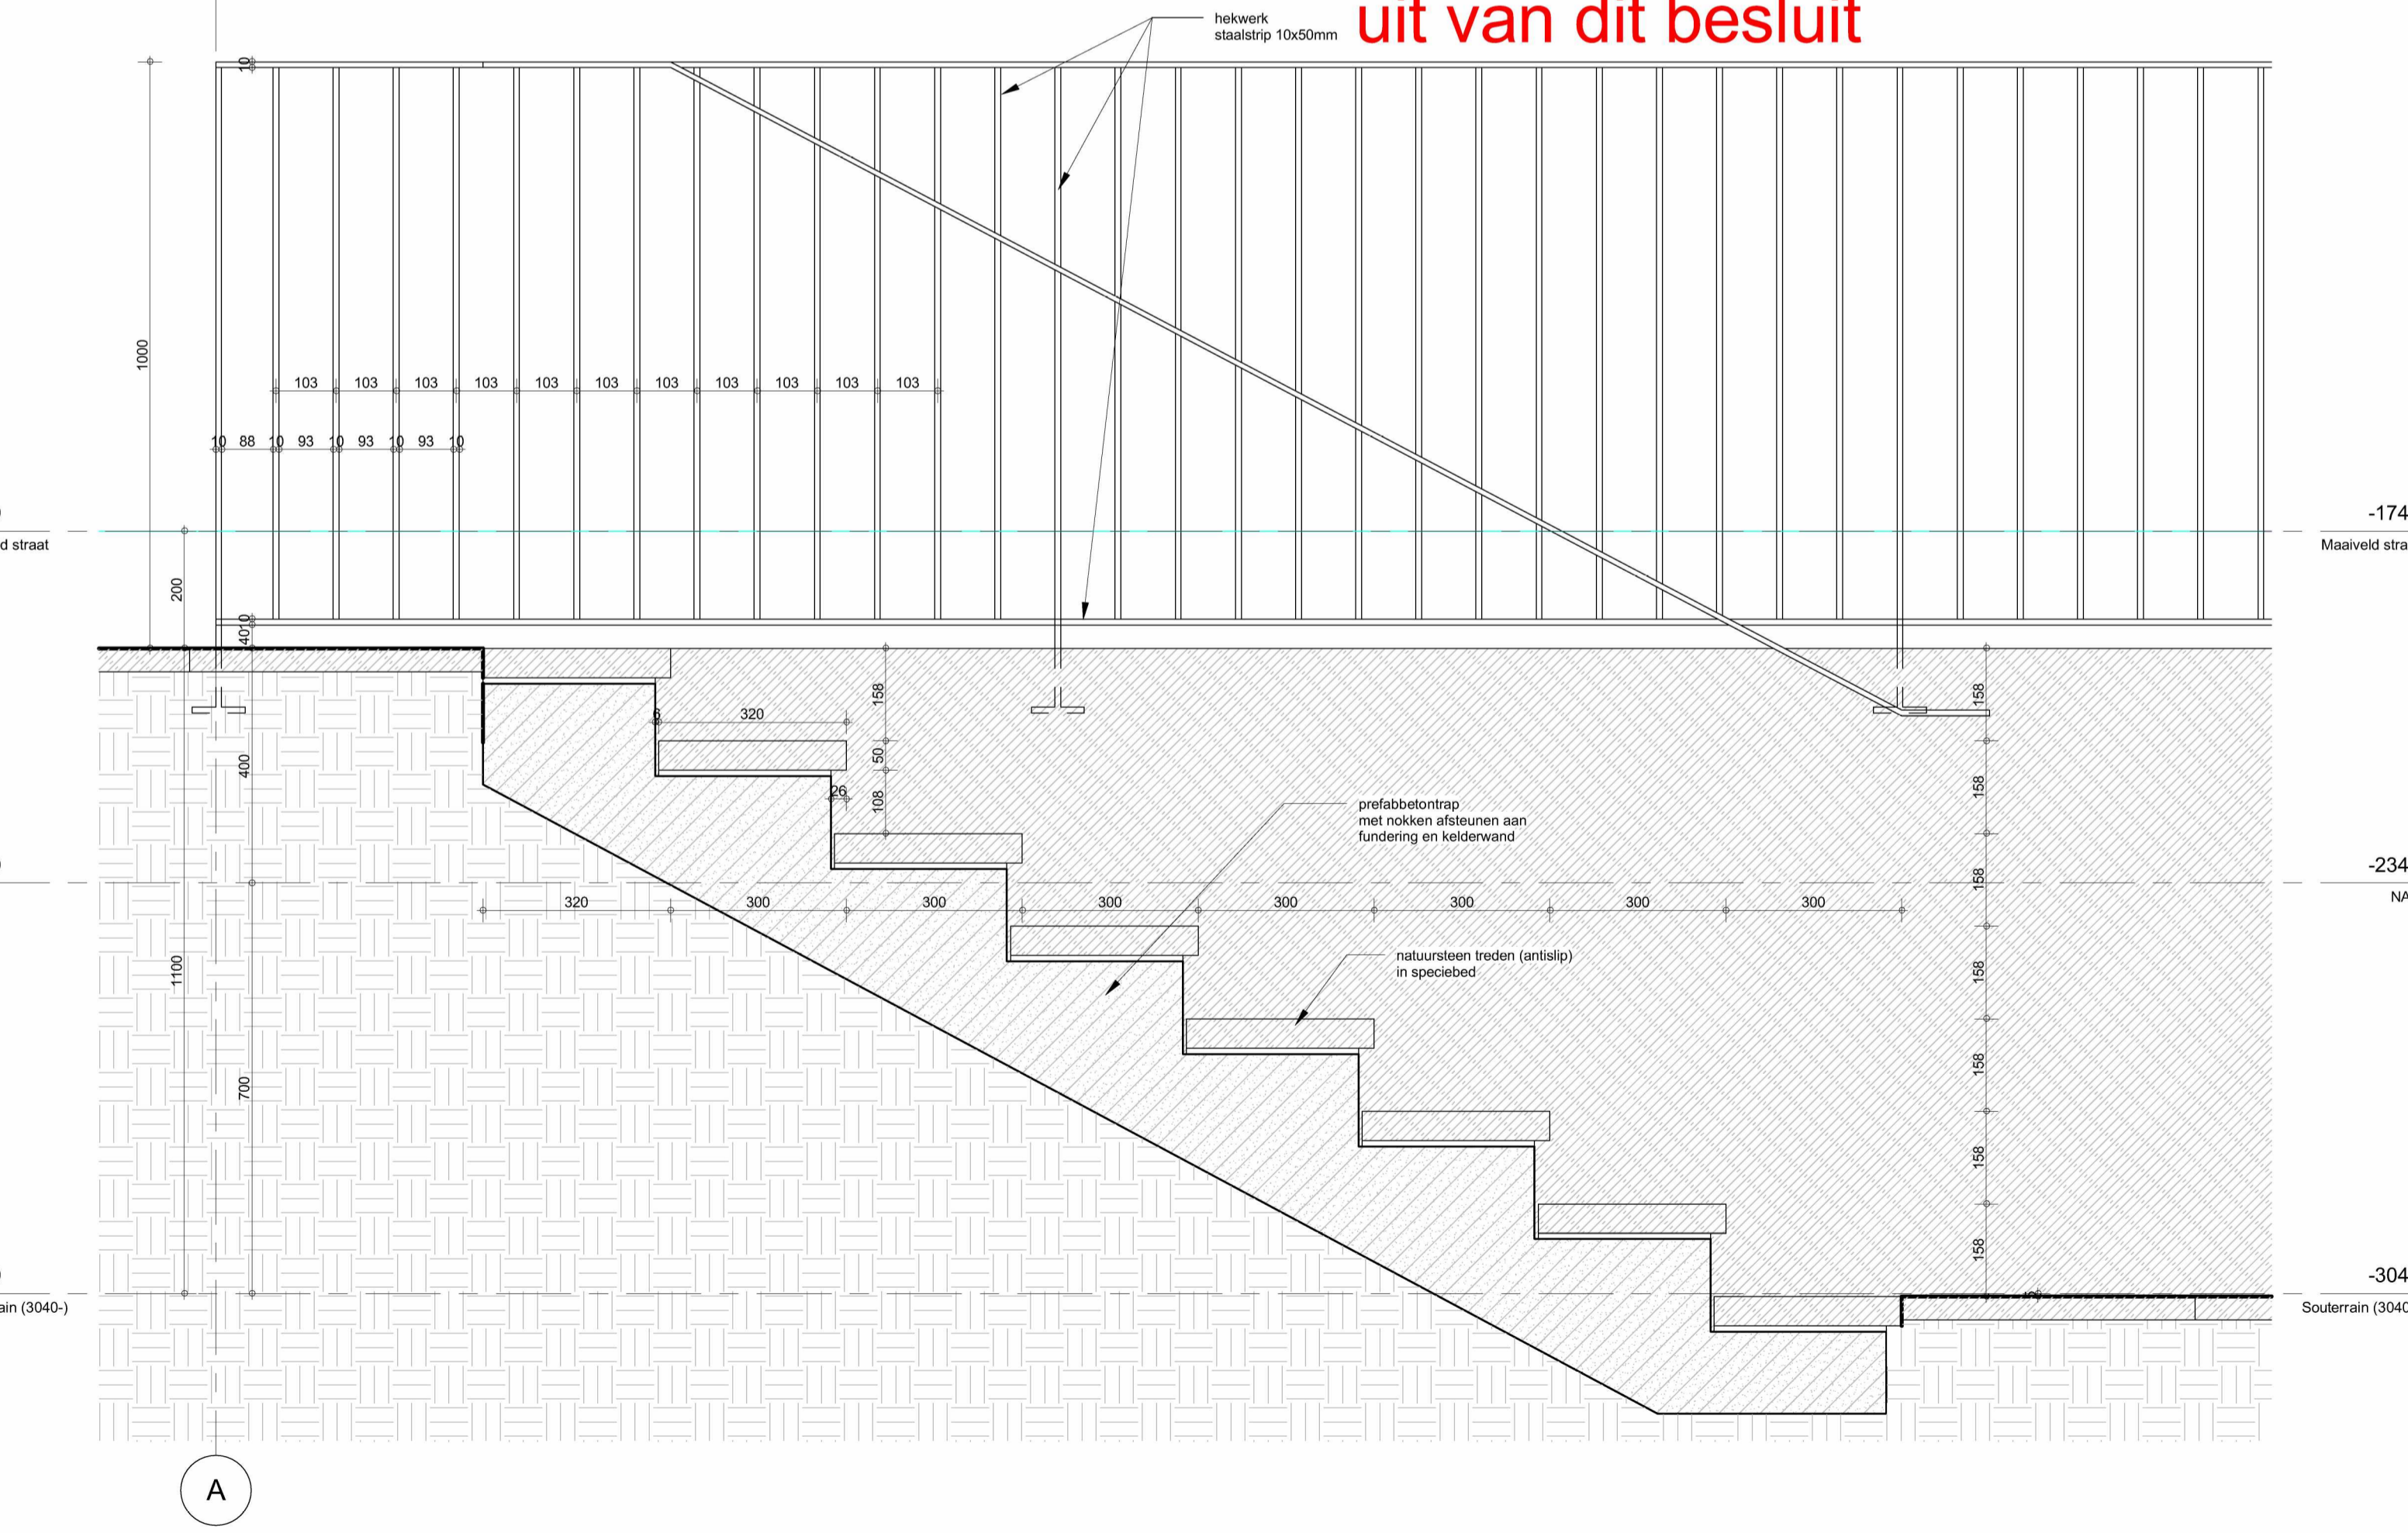 uit van dit besluit
hekwerk
staalstrip 10x50mm
10
1000
103 103 103 103 103 103 103 103 103 103 103
10 88 10 93 10 93 10 93 10
d straat
-174
Maaiveld stra
200
40 10
158
6 320
50
26
108
400
158
158
158
158
158
158
158
prefabbetontrap
met nokken afsteunen aan
fundering en kelderwand
-234
NA
320 300 300 300 300 300 300 300
natuursteen treden (antislip)
in speciebed
1100
700
-304
ain (3040-)
Souterrain (3040
A